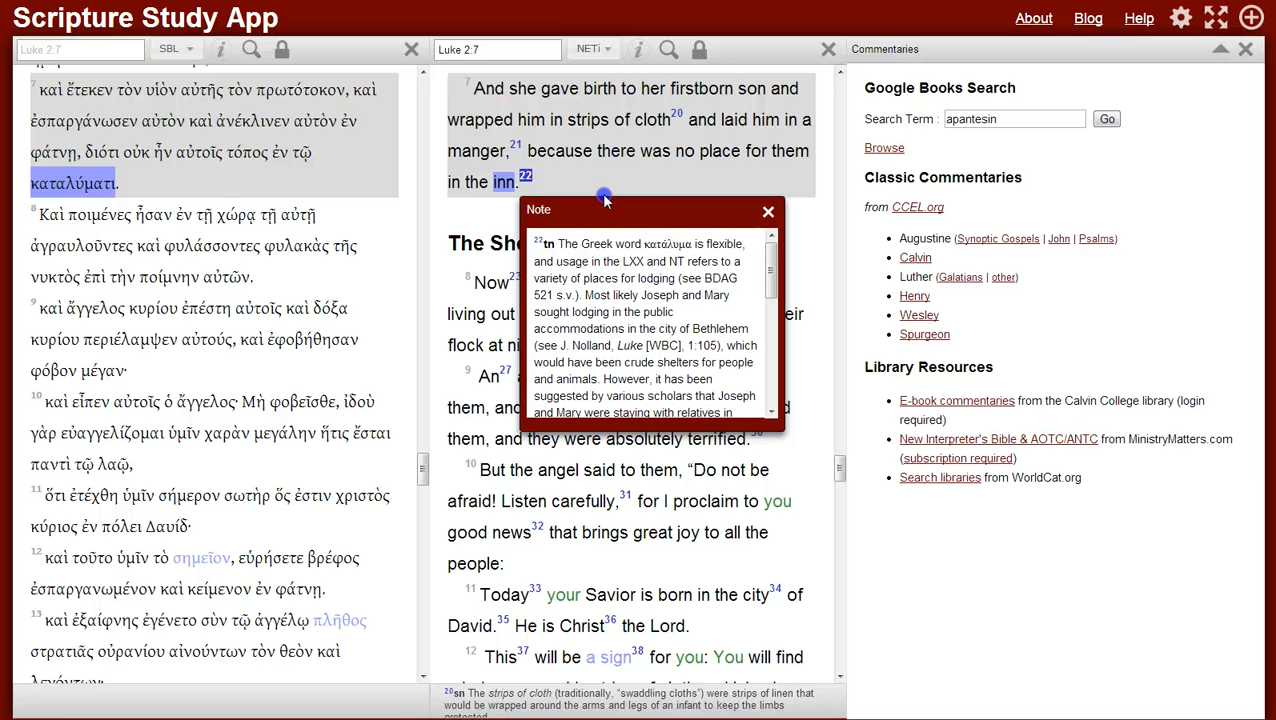 Scripture Study App
About Blog Help
Luke 2:7 SBL
Luke 2:7 NETi
Commentaries
7 καὶ ἔτεκεν τὸν υἱὸν αὐτῆς τὸν πρωτότοκον, καὶ
ἐσπαργάνωσεν αὐτὸν καὶ ἀνέκλινεν αὐτὸν ἐν
φάτνῃ, διότι οὐκ ἦν αὐτοῖς τόπος ἐν τῷ
καταλύματι.
8 Καὶ ποιμένες ἦσαν ἐν τῇ χώρᾳ τῇ αὐτῇ
ἀγραυλοῦντες καὶ φυλάσσοντες φυλακὰς τῆς
νυκτὸς ἐπὶ τὴν ποίμνην αὐτῶν.
9 καὶ ἄγγελος κυρίου ἐπέστη αὐτοῖς καὶ δόξα
κυρίου περιέλαμψεν αὐτούς, καὶ ἐφοβήθησαν
φόβον μέγαν·
10 καὶ εἶπεν αὐτοῖς ὁ ἄγγελος· Μὴ φοβεῖσθε, ἰδοὺ
γὰρ εὐαγγελίζομαι ὑμῖν χαρὰν μεγάλην ἥτις ἔσται
παντὶ τῷ λαῷ,
11 ὅτι ἐτέχθη ὑμῖν σήμερον σωτὴρ ὅς ἐστιν χριστὸς
κύριος ἐν πόλει Δαυίδ·
12 καὶ τοῦτο ὑμῖν τὸ σημεῖον, εὑρήσετε βρέφος
ἐσπαργανωμένον καὶ κείμενον ἐν φάτνῃ.
13 καὶ ἐξαίφνης ἐγένετο σὺν τῷ ἀγγέλῳ πλῆθος
στρατιᾶς οὐρανίου αἰνούντων τὸν θεὸν καὶ
λεγόντων·
7 And she gave birth to her firstborn son and
wrapped him in strips of cloth20 and laid him in a
manger,21 because there was no place for them
in the inn.22
The She
8 Now23
living out
flock at ni
9 An27 a
them, and
them, and they were absolutely terrified.
10 But the angel said to them, “Do not be
afraid! Listen carefully,31 for I proclaim to you
good news32 that brings great joy to all the
people:
11 Today33 your Savior is born in the city34 of
David.35 He is Christ36 the Lord.
12 This37 will be a sign38 for you: You will find
Note
22tn The Greek word κατάλυμα is flexible,
and usage in the LXX and NT refers to a
variety of places for lodging (see BDAG
521 s.v.). Most likely Joseph and Mary
sought lodging in the public
accommodations in the city of Bethlehem
(see J. Nolland, Luke [WBC], 1:105), which
would have been crude shelters for people
and animals. However, it has been
suggested by various scholars that Joseph
and Mary were staying with relatives in
20sn The strips of cloth (traditionally, “swaddling cloths”) were strips of linen that
would be wrapped around the arms and legs of an infant to keep the limbs
protected
Google Books Search
Search Term : apantesin Go
Browse
Classic Commentaries
from CCEL.org
Augustine (Synoptic Gospels | John | Psalms)
Calvin
Luther (Galatians | other)
Henry
Wesley
Spurgeon
Library Resources
E-book commentaries from the Calvin College library (login
required)
New Interpreter's Bible & AOTC/ANTC from MinistryMatters.com
(subscription required)
Search libraries from WorldCat.org